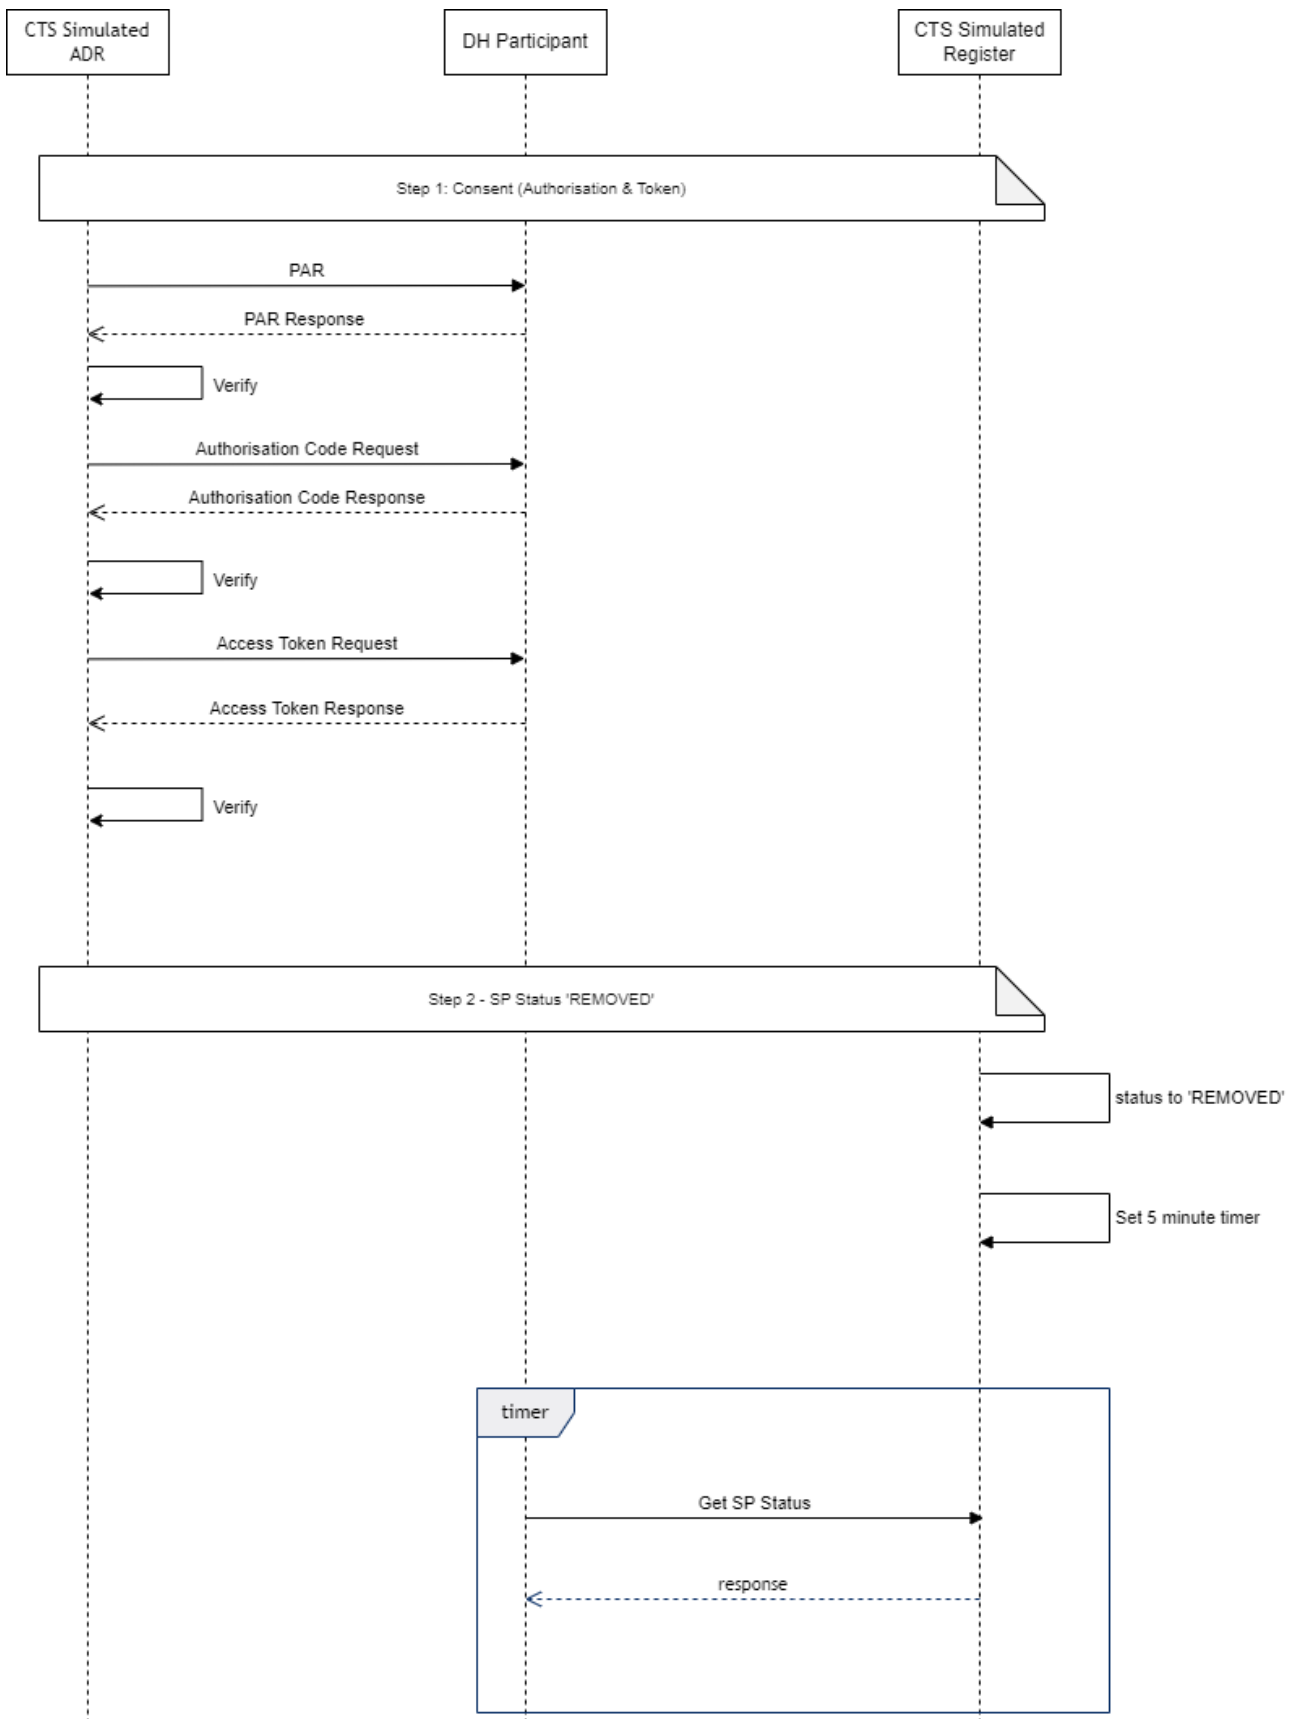 CTS Simulated
ADR
DH Participant
CTS Simulated
Register
Step 1: Consent (Authorisation & Token)
PAR
PAR Response
Verify
Authorisation Code Request
Authorisation Code Response
Verify
Access Token Request
Access Token Response
Verify
Step 2 - SP Status 'REMOVED'
status to 'REMOVED'
Set 5 minute timer
timer
Get SP Status
response